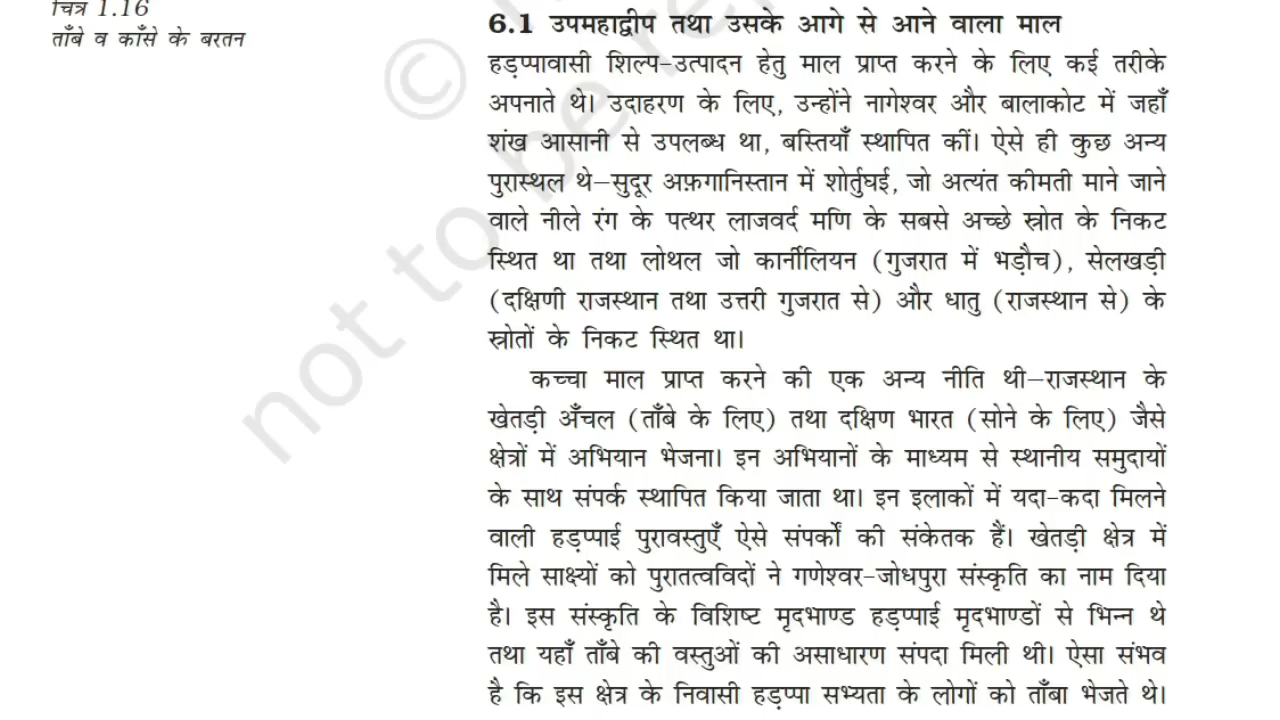 चित्र 1.16
ताँबे व काँसे के बरतन
6.1 उपमहाद्वीप तथा उसके आगे से आने वाला माल
हड़प्पावासी शिल्प-उत्पादन हेतु माल प्राप्त करने के लिए कई तरीके
अपनाते थे। उदाहरण के लिए, उन्होंने नागेश्वर और बालाकोट में जहाँ
शंख आसानी से उपलब्ध था, बस्तियाँ स्थापित कीं। ऐसे ही कुछ अन्य
पुरास्थल थे—सुदूर अफ़गानिस्तान में शोर्तुघई, जो अत्यंत कीमती माने जाने
वाले नीले रंग के पत्थर लाजवर्द मणि के सबसे अच्छे स्रोत के निकट
स्थित था तथा लोथल जो कार्नीलियन (गुजरात में भड़ौच), सेलखड़ी
(दक्षिणी राजस्थान तथा उत्तरी गुजरात से) और धातु (राजस्थान से) के
स्रोतों के निकट स्थित था।
कच्चा माल प्राप्त करने की एक अन्य नीति थी—राजस्थान के
खेतड़ी अँचल (ताँबे के लिए) तथा दक्षिण भारत (सोने के लिए) जैसे
क्षेत्रों में अभियान भेजना। इन अभियानों के माध्यम से स्थानीय समुदायों
के साथ संपर्क स्थापित किया जाता था। इन इलाकों में यदा-कदा मिलने
वाली हड़प्पाई पुरावस्तुएँ ऐसे संपर्कों की संकेतक हैं। खेतड़ी क्षेत्र में
मिले साक्ष्यों को पुरातत्वविदों ने गणेश्वर-जोधपुरा संस्कृति का नाम दिया
है। इस संस्कृति के विशिष्ट मृदभाण्ड हड़प्पाई मृदभाण्डों से भिन्न थे
तथा यहाँ ताँबे की वस्तुओं की असाधारण संपदा मिली थी। ऐसा संभव
है कि इस क्षेत्र के निवासी हड़प्पा सभ्यता के लोगों को ताँबा भेजते थे।
© not to be re